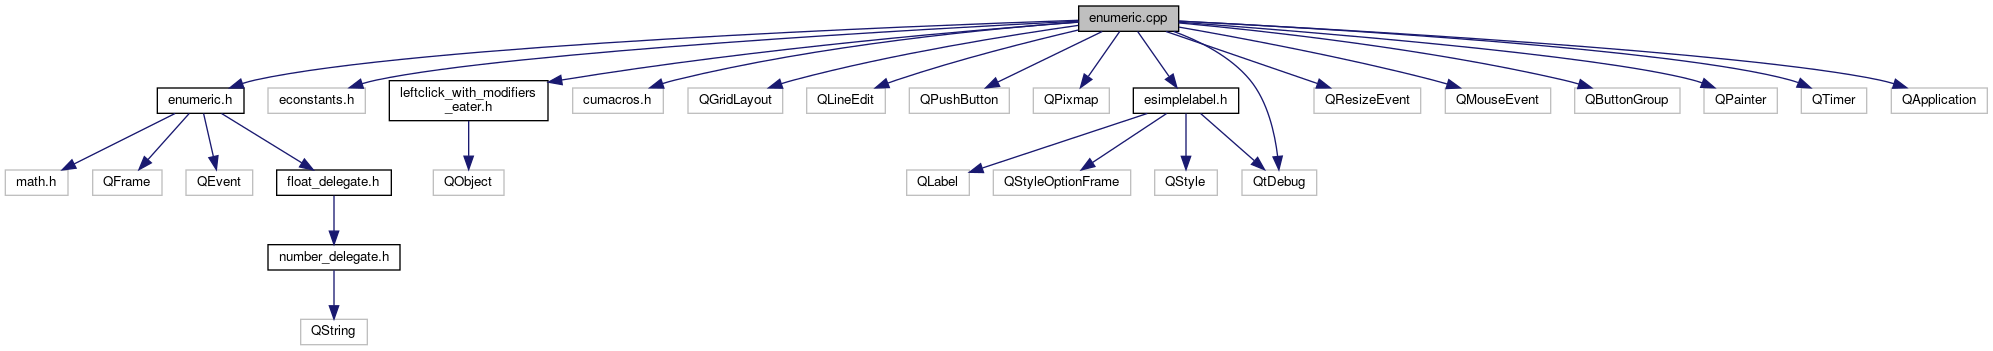 enumeric.cpp
enumeric.h
econstants.h
leftclick_with_modifiers
_eater.h
cumacros.h
QGridLayout
QLineEdit
QPushButton
QPixmap
esimplelabel.h
QResizeEvent
QMouseEvent
QButtonGroup
QPainter
QTimer
QApplication
math.h
QFrame
QEvent
float_delegate.h
QObject
QLabel
QStyleOptionFrame
QStyle
QtDebug
number_delegate.h
QString